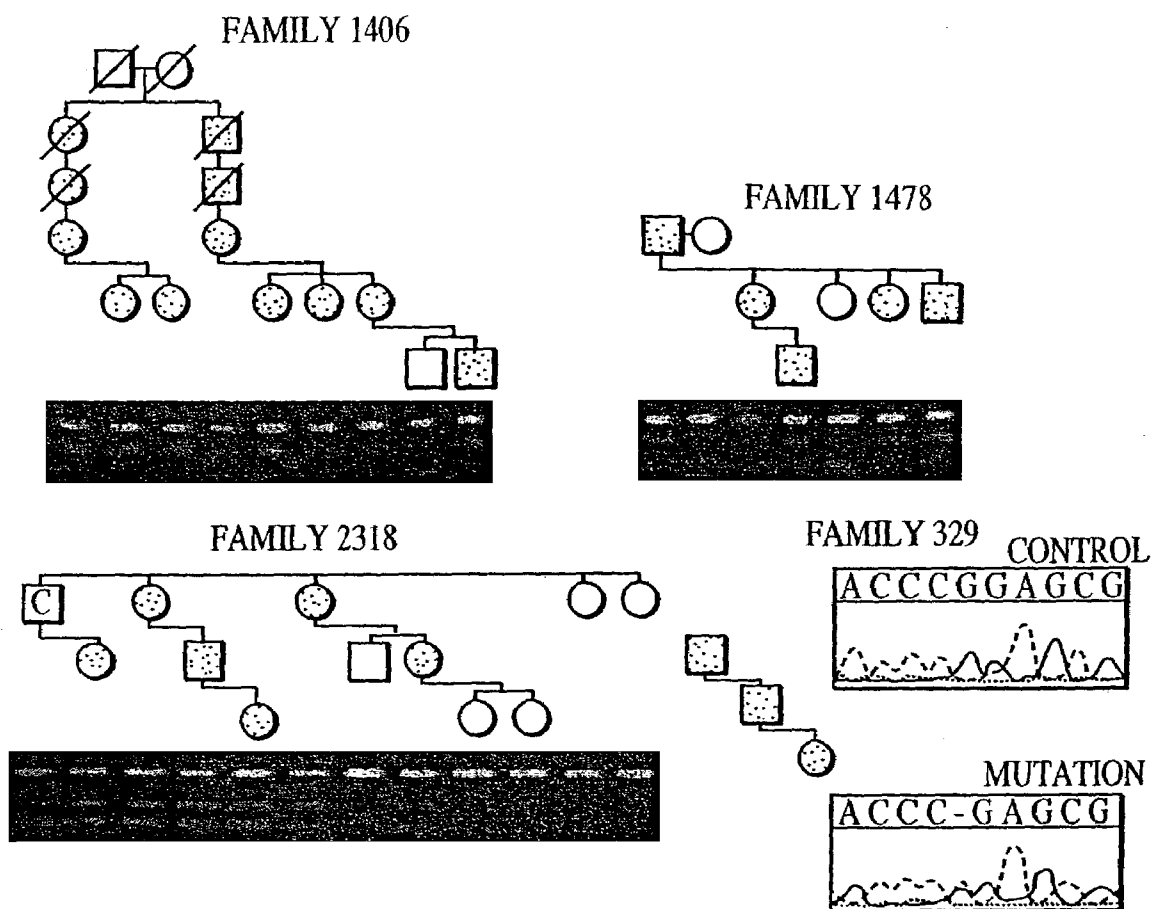 FAMILY 1406
FAMILY 1478
FAMILY 2318
C
FAMILY 329
CONTROL
ACCCGGAGCG
MUTATION
ACCC-GAGCG